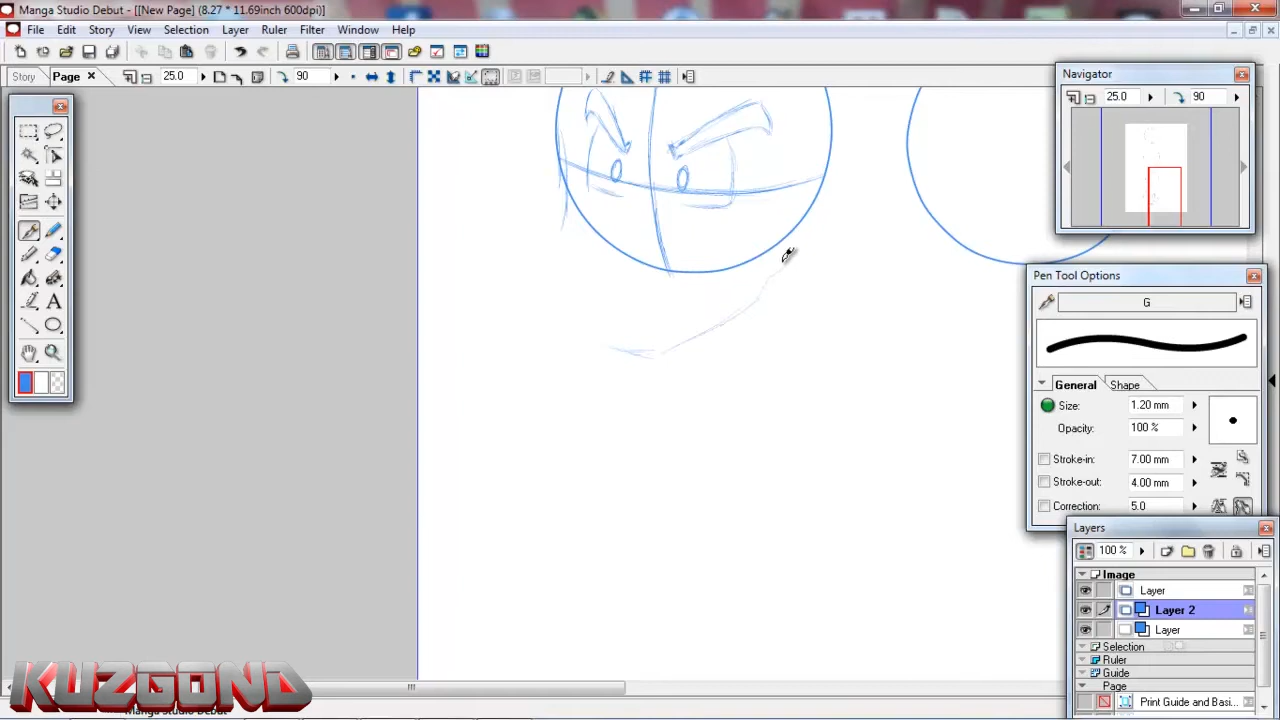 Manga Studio Debut - [[New Page] (8.27 * 11.69inch 600dpi)]
File Edit Story View Selection Layer Ruler Filter Window Help
Story Page 25.0 90
Navigator
25.0 90
Pen Tool Options
G
General Shape
Size: 1.20 mm
Opacity: 100 %
Stroke-in: 7.00 mm
Stroke-out: 4.00 mm
Correction: 5.0
Layers
100 %
Image
Layer
Layer 2
Layer
Selection
Ruler
Guide
Page
Print Guide and Basi...
A
KUZGOND
Manga Studio Debut